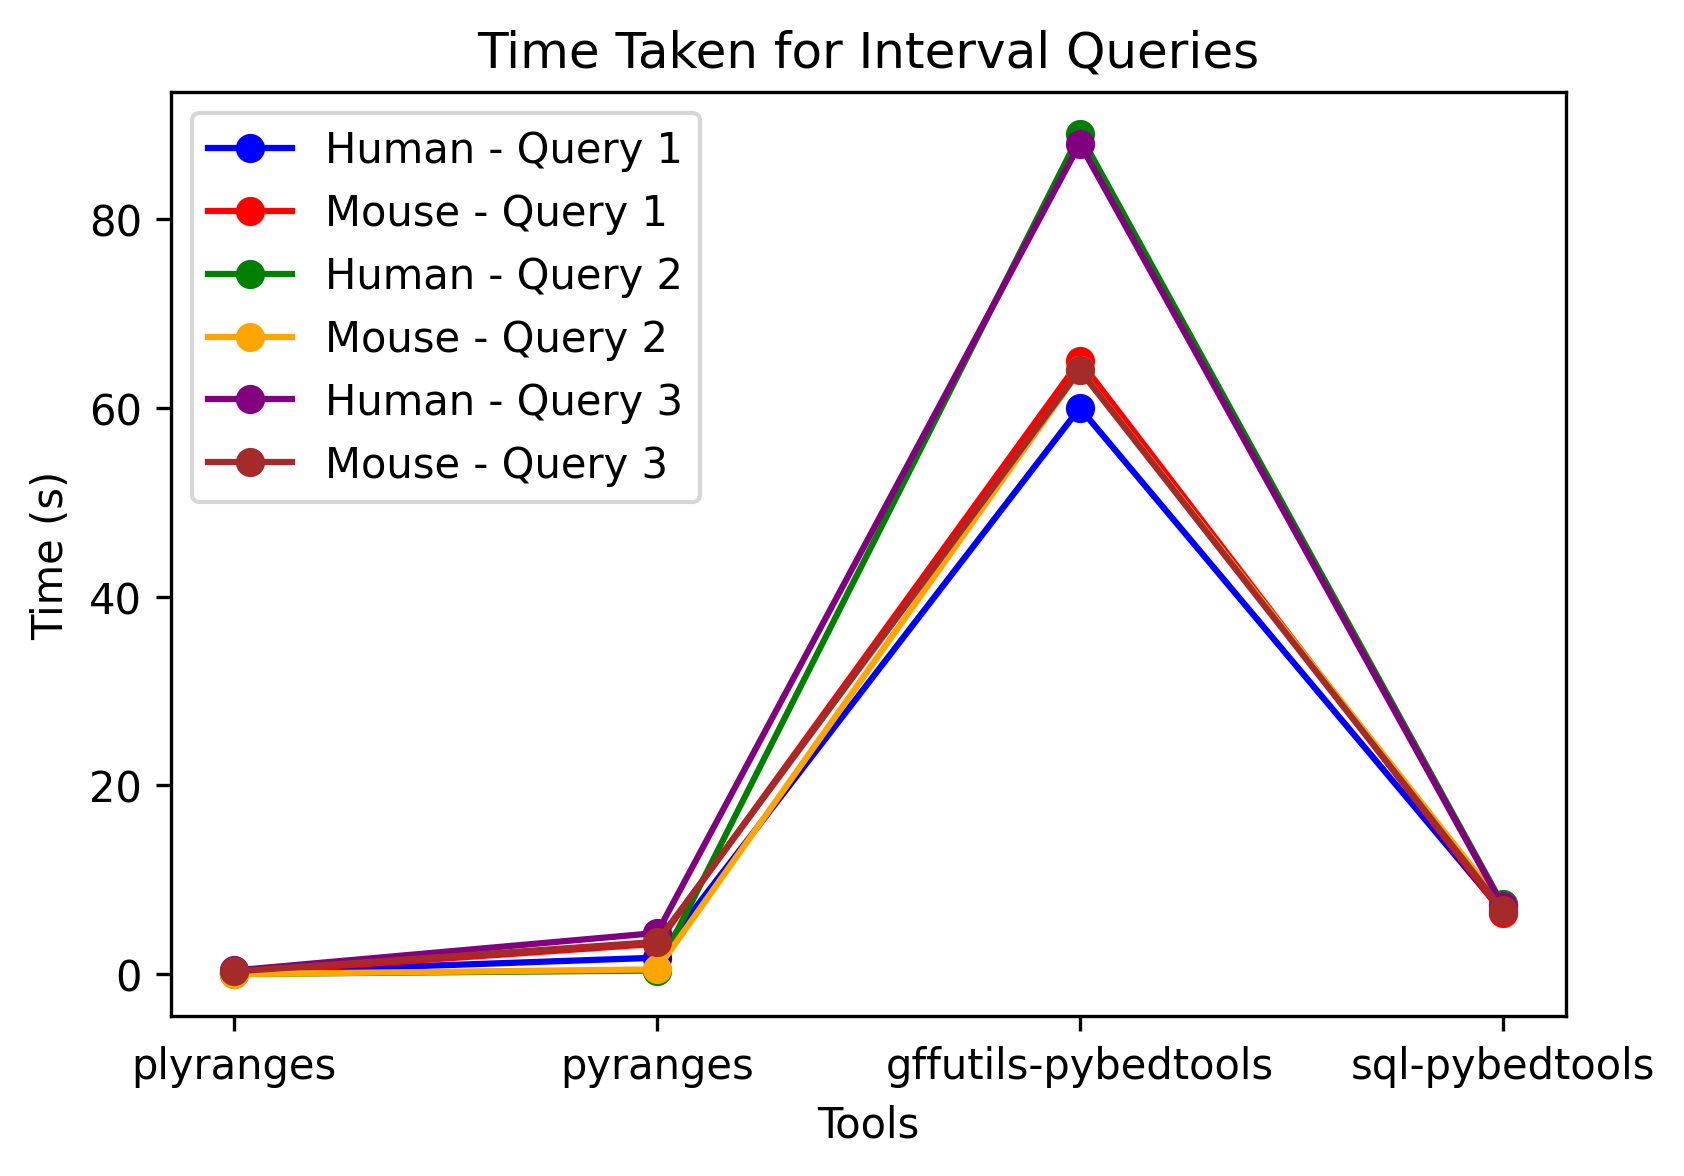 Time Taken for Interval Queries
Human - Query 1
Mouse - Query 1
Human - Query 2
Mouse - Query 2
Human - Query 3
Mouse - Query 3
Time (s)
80
60
40
20
0
plyranges pyranges gffutils-pybedtools sql-pybedtools
Tools